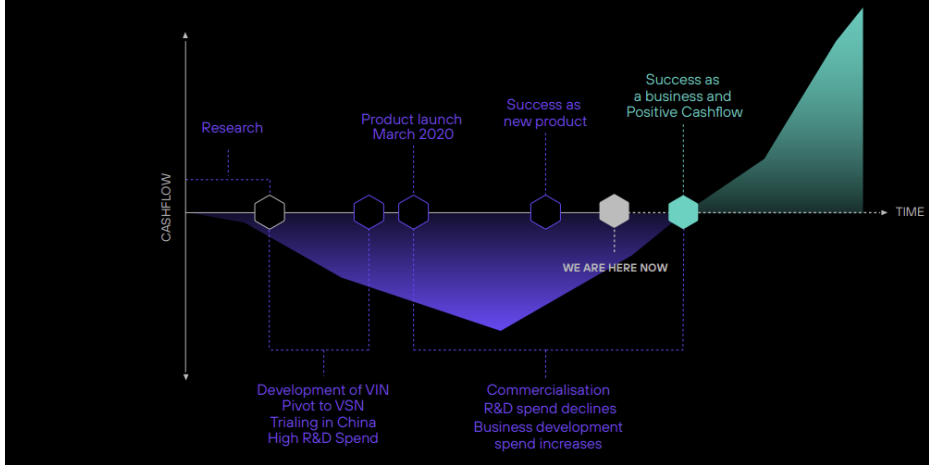 Research
Product launch
March 2020
Success as
new product
Success as
a business and
Positive Cashflow
CASHFLOW
TIME
WE ARE HERE NOW
Development of VIN
Pivot to VSN
Trialing in China
High R&D Spend
Commercialisation
R&D spend declines
Business development
spend increases